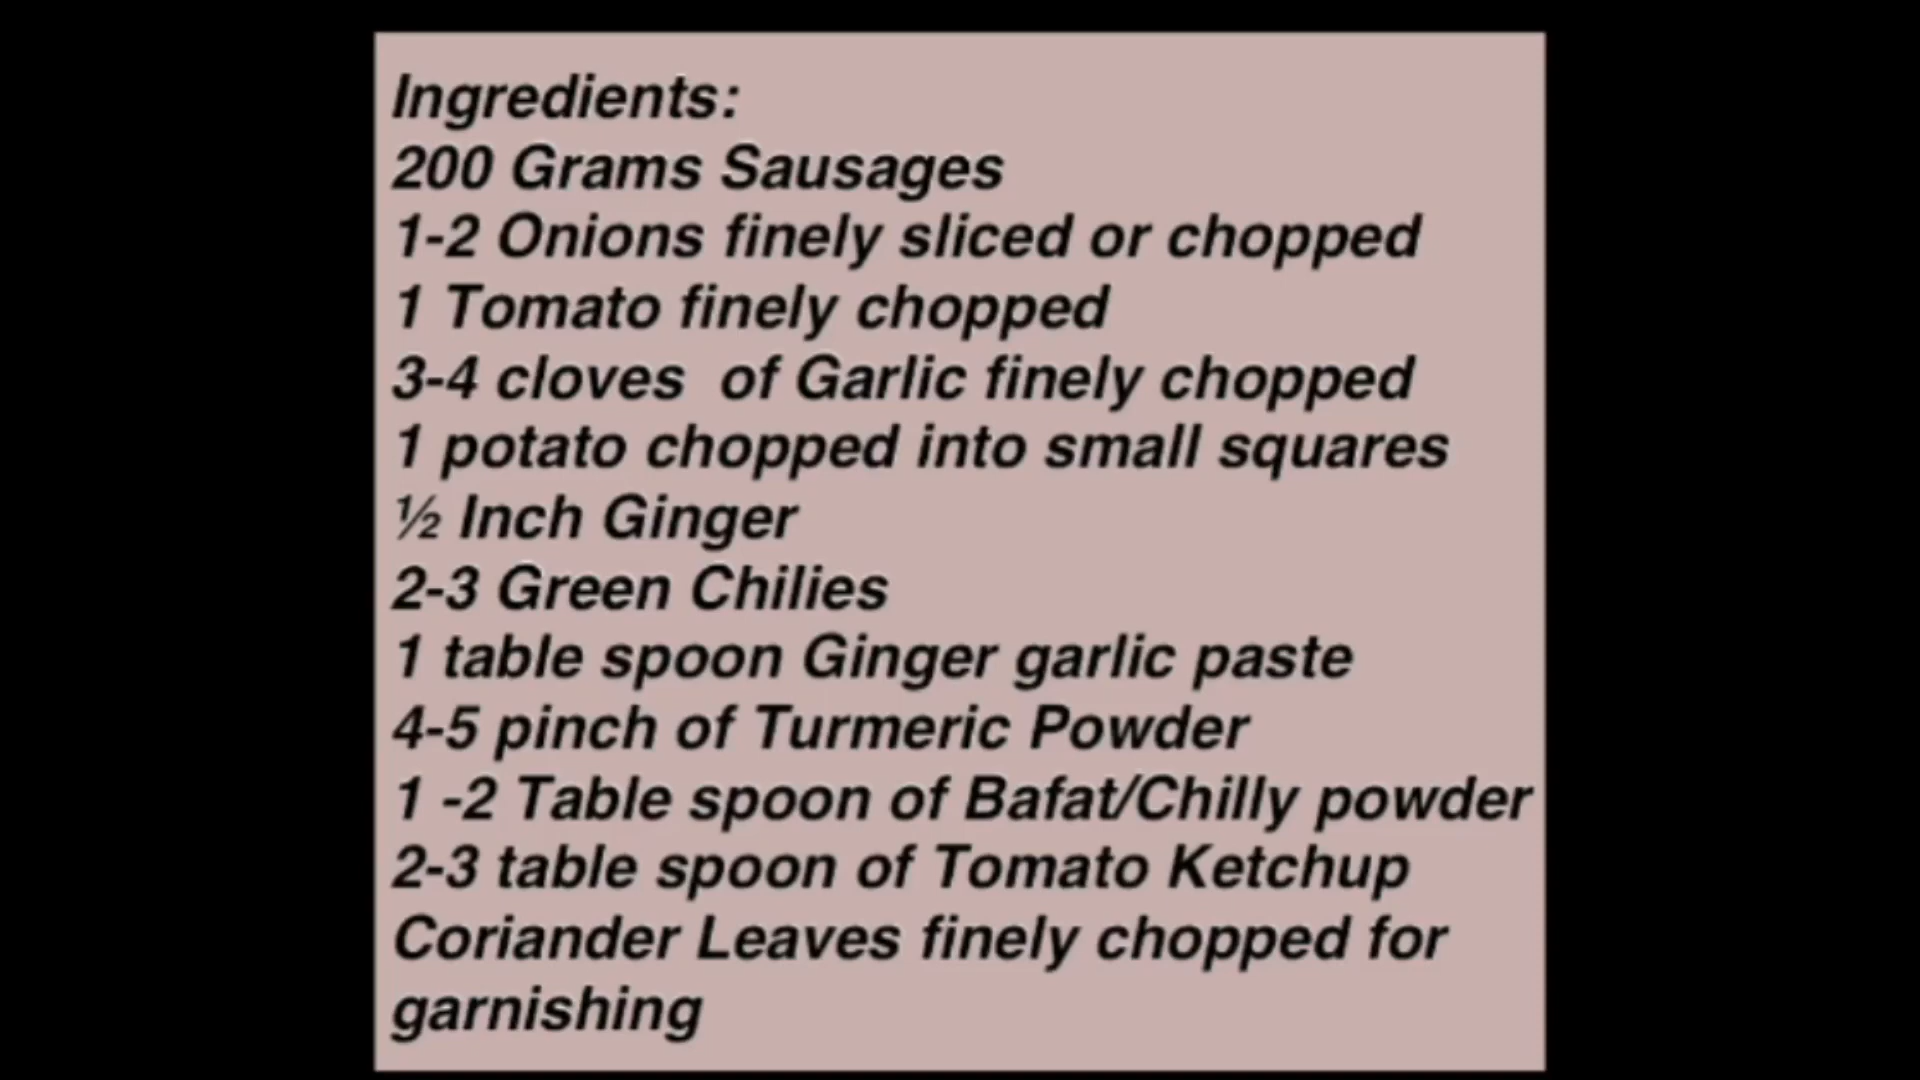 Ingredients:
200 Grams Sausages
1-2 Onions finely sliced or chopped
1 Tomato finely chopped
3-4 cloves  of Garlic finely chopped
1 potato chopped into small squares
½ Inch Ginger
2-3 Green Chilies
1 table spoon Ginger garlic paste
4-5 pinch of Turmeric Powder
1 -2 Table spoon of Bafat/Chilly powder
2-3 table spoon of Tomato Ketchup
Coriander Leaves finely chopped for
garnishing